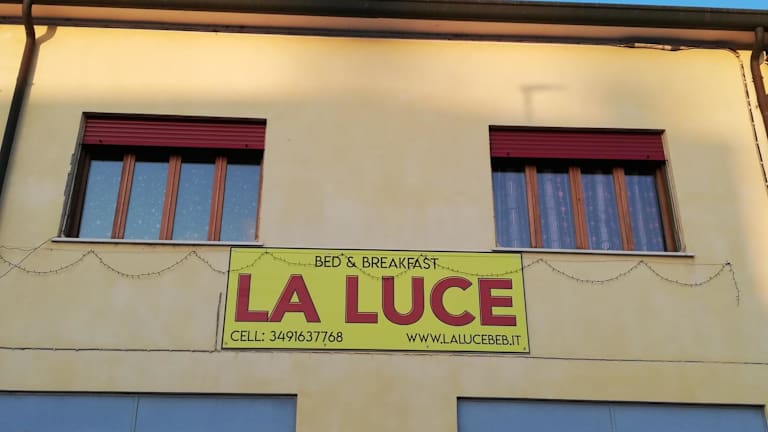 BED & BREAKFAST
LA LUCE
CELL: 3491637768 WWW.LALUCEBEB.IT